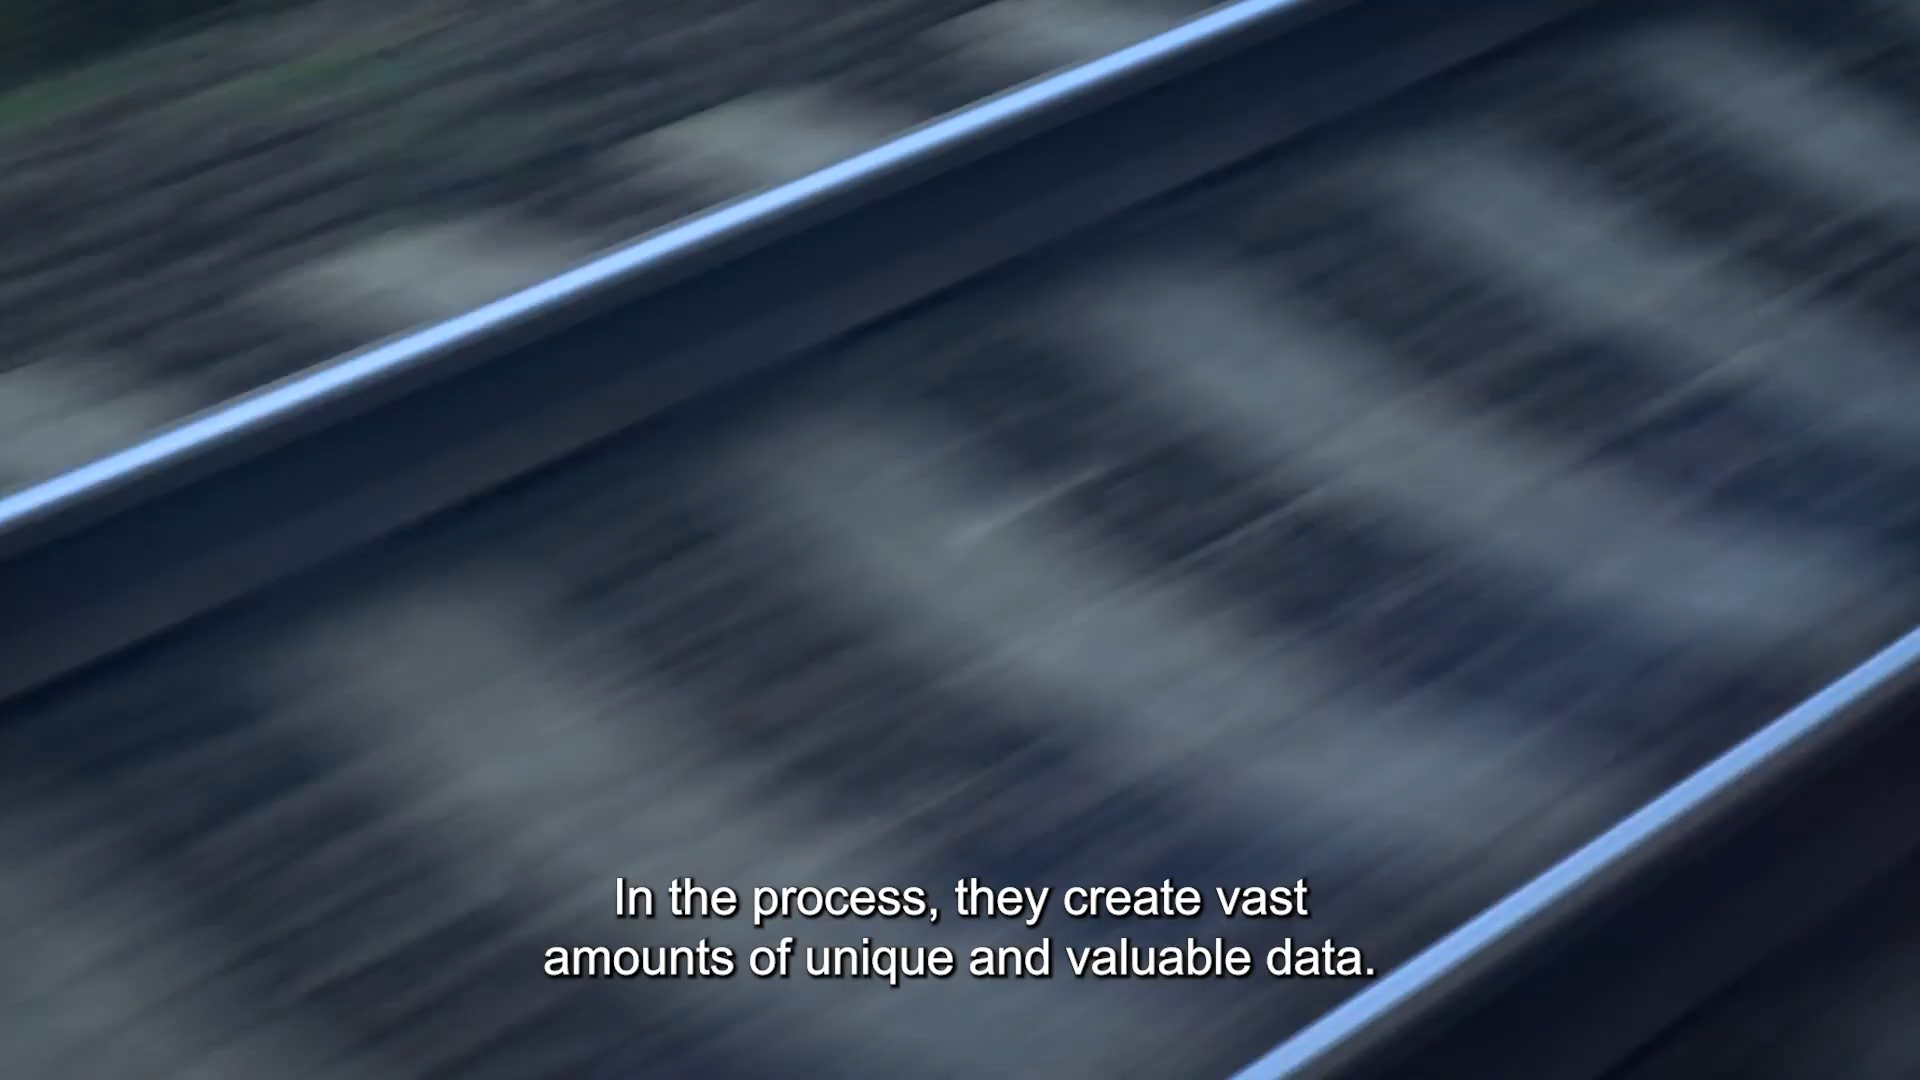 In the process, they create vast
amounts of unique and valuable data.